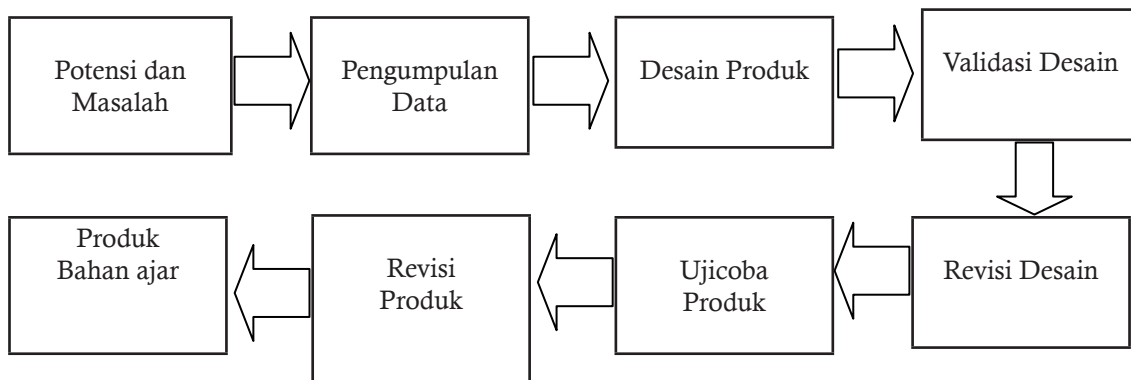 Potensi dan
Masalah
Pengumpulan
Data
Desain Produk
Validasi Desain
Revisi Desain
Ujicoba
Produk
Revisi
Produk
Produk
Bahan ajar